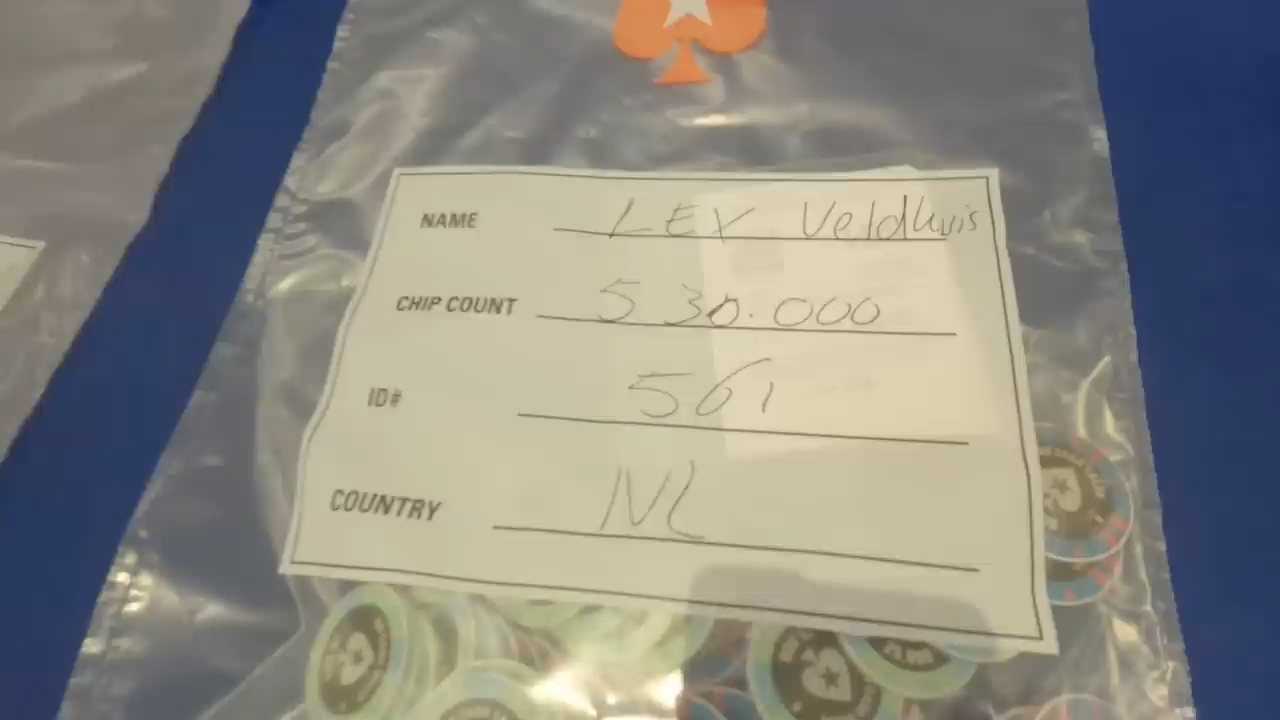 NAME LEX Veldhuis
CHIP COUNT 530.000
ID# 561
COUNTRY NL